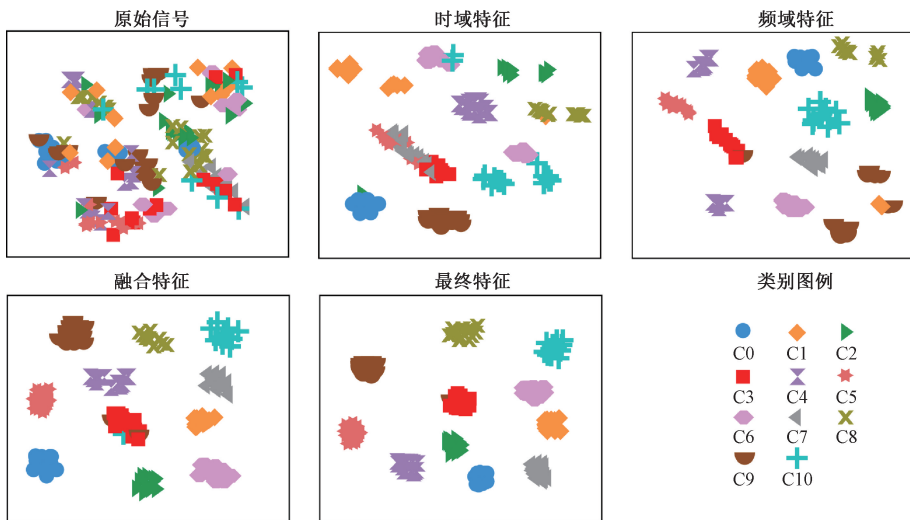 原始信号
时域特征
频域特征
融合特征
最终特征
类别图例
C0 C1 C2
C3 C4 C5
C6 C7 C8
C9 C10